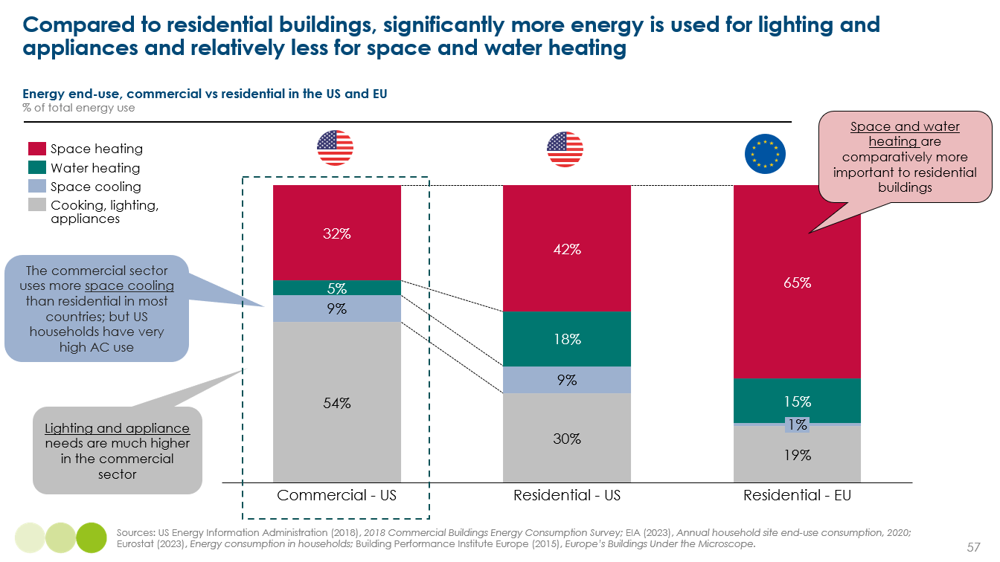 Compared to residential buildings, significantly more energy is used for lighting and
appliances and relatively less for space and water heating
Energy end-use, commercial vs residential in the US and EU
% of total energy use
Space heating
Water heating
Space cooling
Cooking, lighting,
appliances
The commercial sector
uses more space cooling
than residential in most
countries; but US
households have very
high AC use
Lighting and appliance
needs are much higher
in the commercial
sector
32%
5%
9%
54%
Commercial - US
42%
18%
9%
30%
Residential - US
65%
15%
1%
19%
Residential - EU
Space and water
heating are
comparatively more
important to residential
buildings
Sources: US Energy Information Administration (2018), 2018 Commercial Buildings Energy Consumption Survey; EIA (2023), Annual household site end-use consumption, 2020;
Eurostat (2023), Energy consumption in households; Building Performance Institute Europe (2015), Europe's Buildings Under the Microscope.
57